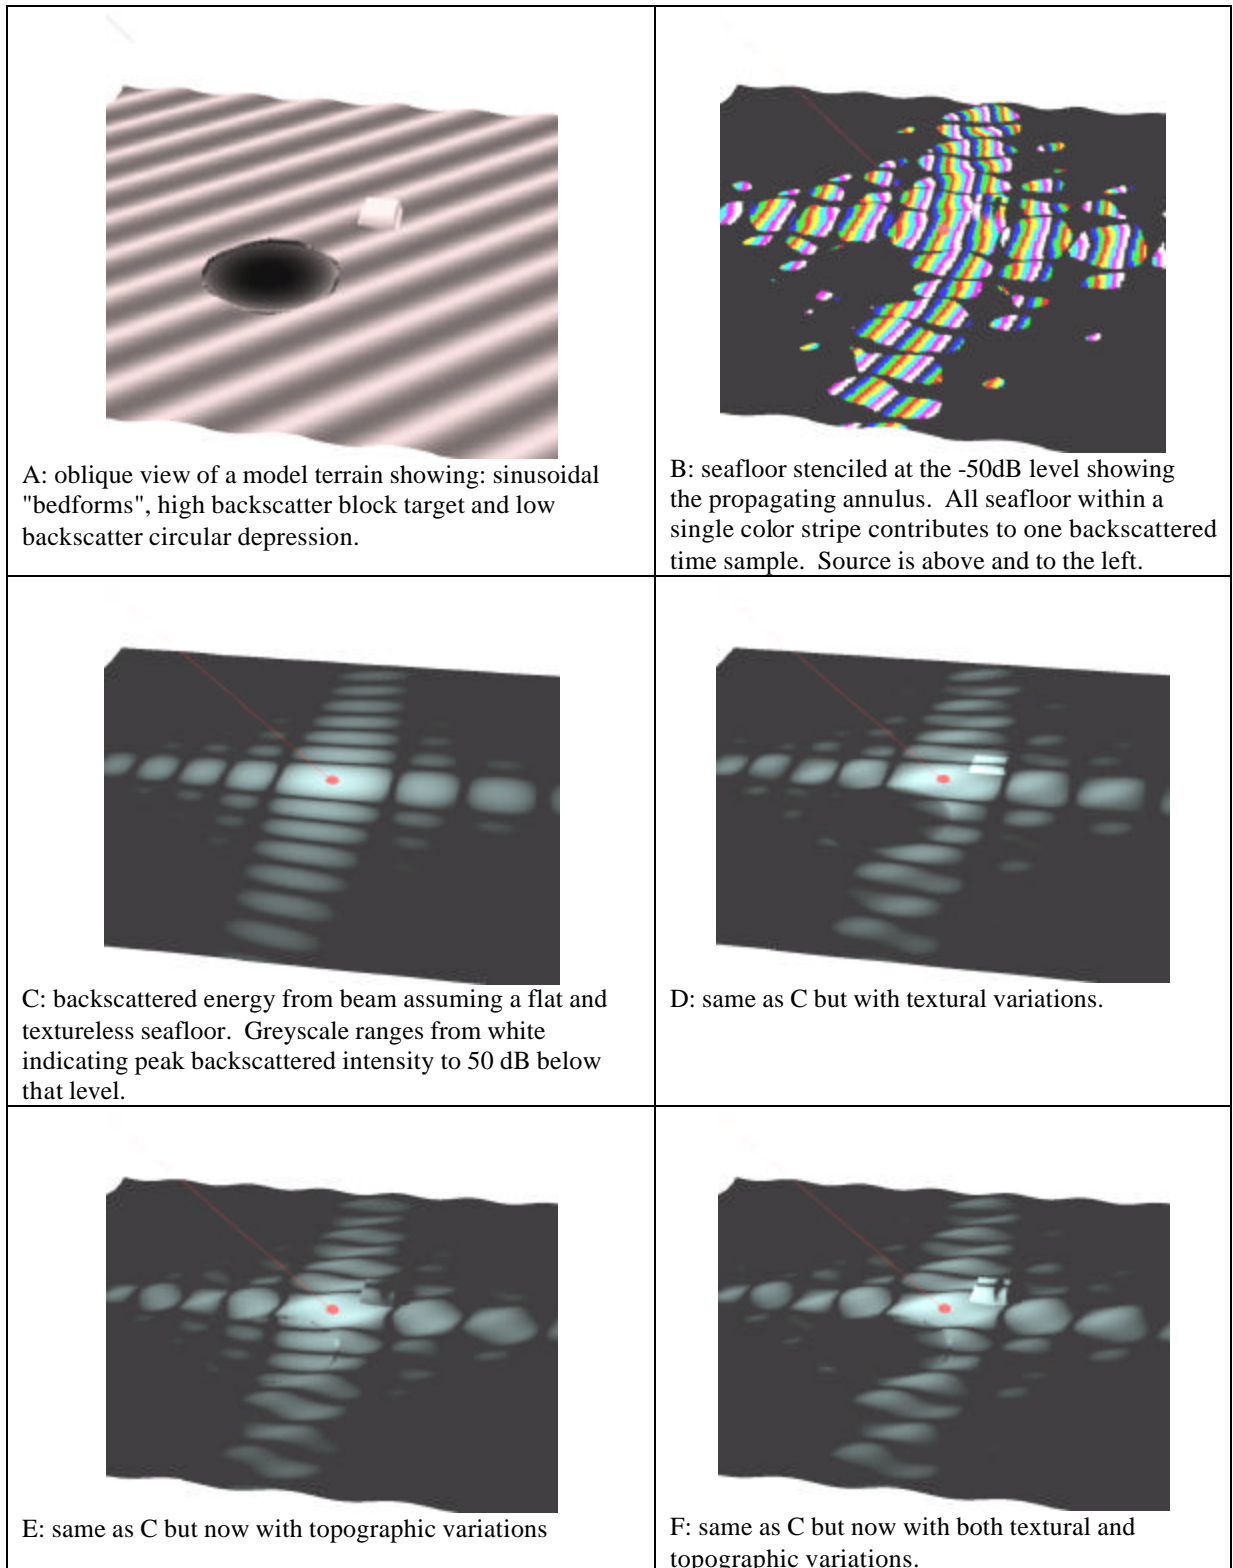 A: oblique view of a model terrain showing: sinusoidal
"bedforms", high backscatter block target and low
backscatter circular depression.
B: seafloor stenciled at the -50dB level showing
the propagating annulus. All seafloor within a
single color stripe contributes to one backscattered
time sample. Source is above and to the left.
C: backscattered energy from beam assuming a flat and
textureless seafloor. Greyscale ranges from white
indicating peak backscattered intensity to 50 dB below
that level.
D: same as C but with textural variations.
E: same as C but now with topographic variations
F: same as C but now with both textural and
topographic variations.